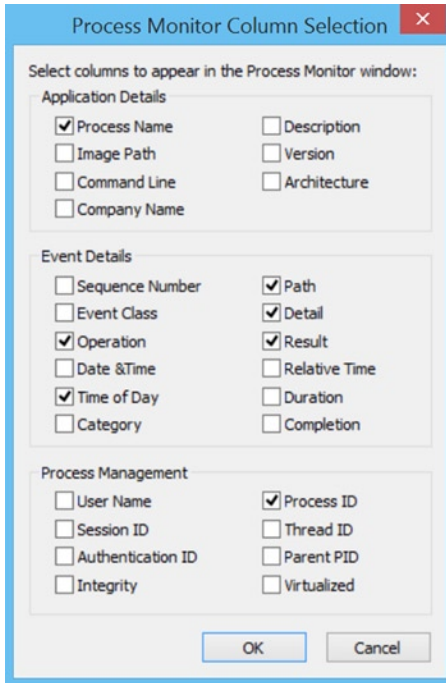 Process Monitor Column Selection
Select columns to appear in the Process Monitor window:
Application Details
Process Name
Description
Image Path
Version
Command Line
Architecture
Company Name
Event Details
Sequence Number
Path
Event Class
Detail
Operation
Result
Date &Time
Relative Time
Time of Day
Duration
Category
Completion
Process Management
User Name
Process ID
Session ID
Thread ID
Authentication ID
Parent PID
Integrity
Virtualized
OK
Cancel